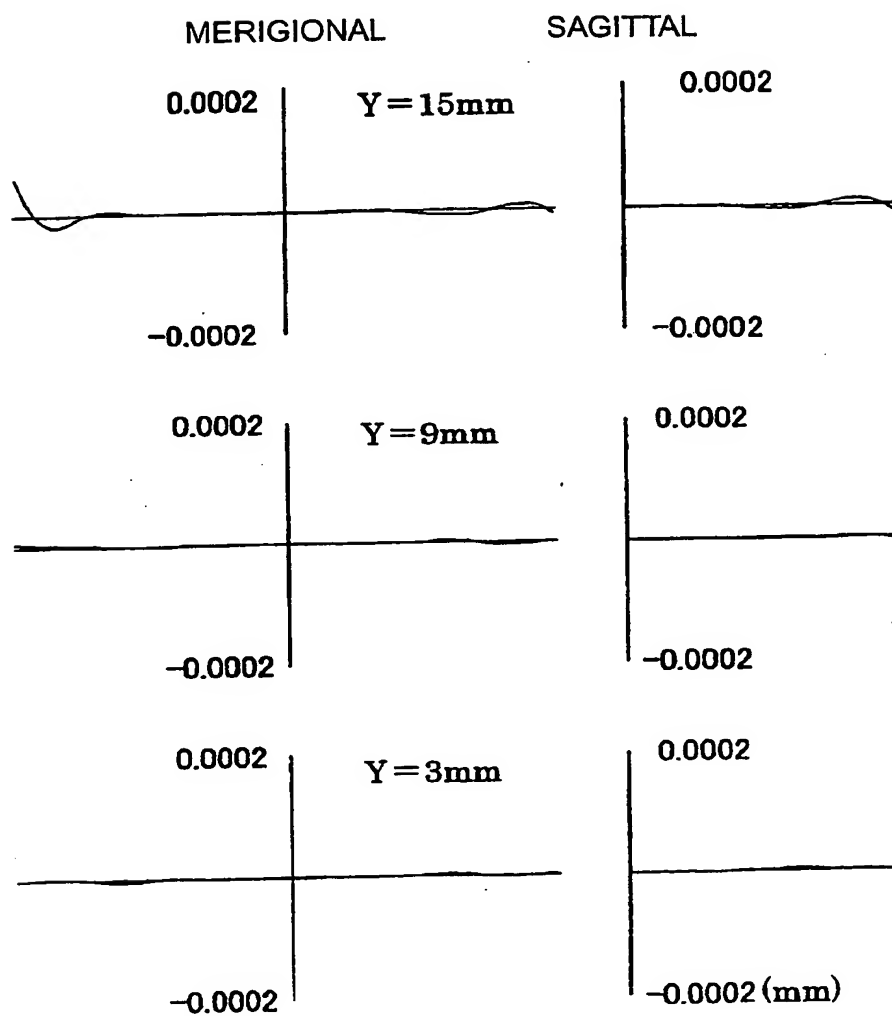 MERIGIONAL SAGITTAL
0.0002 Y=15mm 0.0002
-0.0002 -0.0002
0.0002 Y=9mm 0.0002
-0.0002 -0.0002
0.0002 Y=3mm 0.0002
-0.0002 -0.0002 (mm)